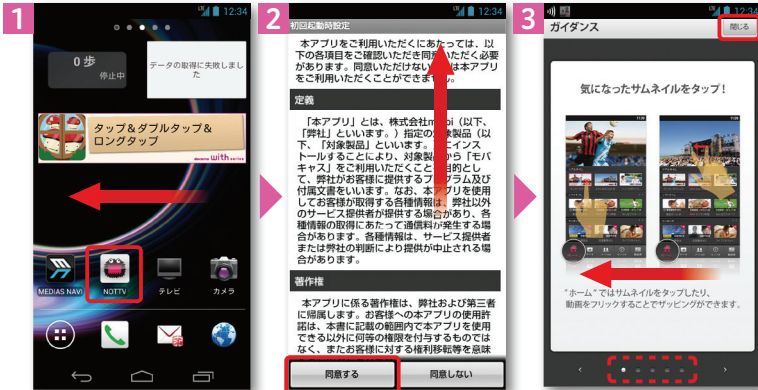 1
12:34
0 歩
停止中
データの取得に失敗しまし
た
タップ&ダブルタップ&
ロングタップ
docomo with series
MEDIAS NAVI
NOTTV
テレビ
カメラ
2
12:34
初回起動時設定
本アプリをご利用いただくにあたっては、以
下の各項目をご確認いただき同意いただく必要
があります。同意いただけない
は本アプリ
をご利用いただくことができません。
定義
「本アプリ」とは、株式会社mmbi（以下、
「弊社」といいます。）指定の対象製品（以
下、「対象製品」といいます。）にインス
トールすることにより、対象製品から「モバ
キャス」をご利用いただくことを目的とし
て、弊社がお客様に提供するプログラム及び
付属文書をいいます。なお、本アプリを使用
してお客様が取得する各種情報は、弊社以外
のサービス提供者が提供する場合があり、各
種情報の取得にあたって通信料が発生する場
合があります。各種情報は、サービス提供者
または弊社の判断により提供が中止される場
合があります。
著作権
本アプリに係る著作権は、弊社および第三者
に帰属します。お客様への本アプリの使用許
諾は、本書に記載の範囲内で本アプリを使用
できる以外に何等の権限を付与するものでは
なく、またお客様に対する権利移転等を意味
同意する
同意しない
3
12:34
ガイダンス
閉じる
気になったサムネイルをタップ！
"ホーム"ではサムネイルをタップしたり、
動画をフリックすることでザッピングができます。